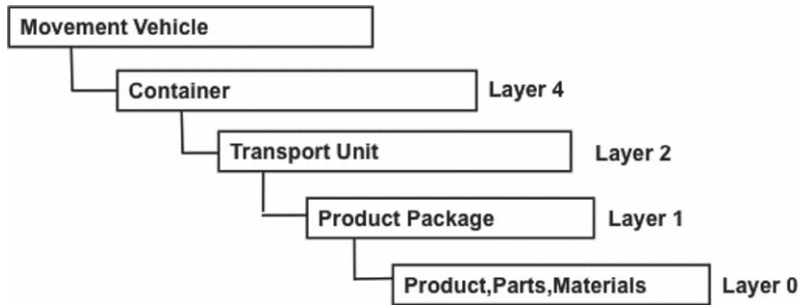 Movement Vehicle
Container Layer 4
Transport Unit Layer 2
Product Package Layer 1
Product,Parts,Materials Layer 0